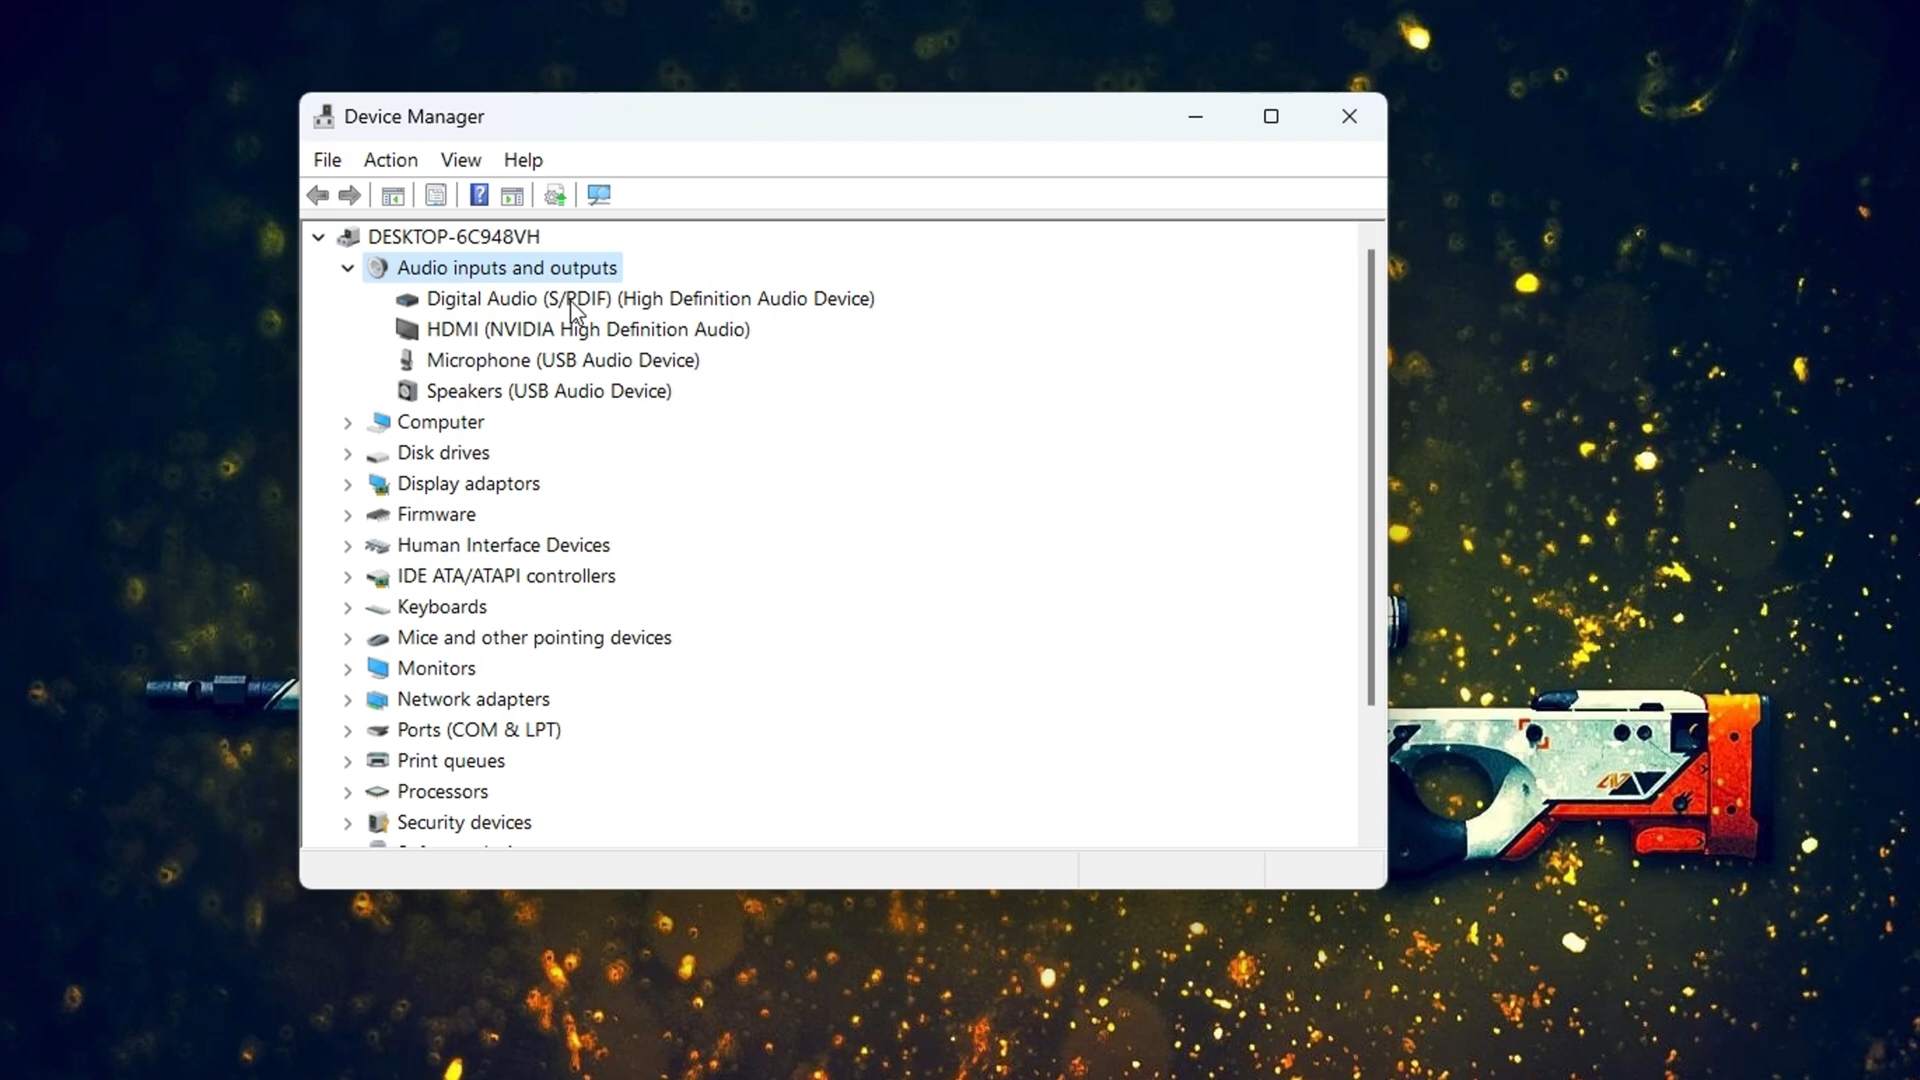 Device Manager
File Action View Help
DESKTOP-6C948VH
Audio inputs and outputs
Digital Audio (S/PDIF) (High Definition Audio Device)
HDMI (NVIDIA High Definition Audio)
Microphone (USB Audio Device)
Speakers (USB Audio Device)
Computer
Disk drives
Display adaptors
Firmware
Human Interface Devices
IDE ATA/ATAPI controllers
Keyboards
Mice and other pointing devices
Monitors
Network adapters
Ports (COM & LPT)
Print queues
Processors
Security devices